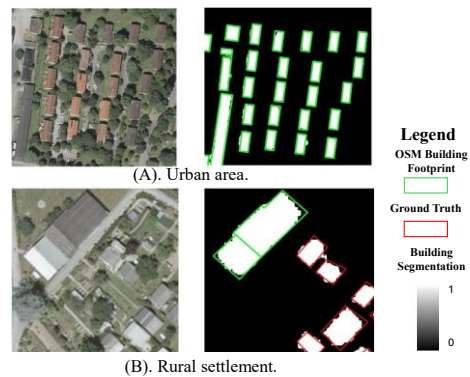 (A). Urban area.
(B). Rural settlement.
Legend
OSM Building
Footprint
Ground Truth
Building
Segmentation
1
0